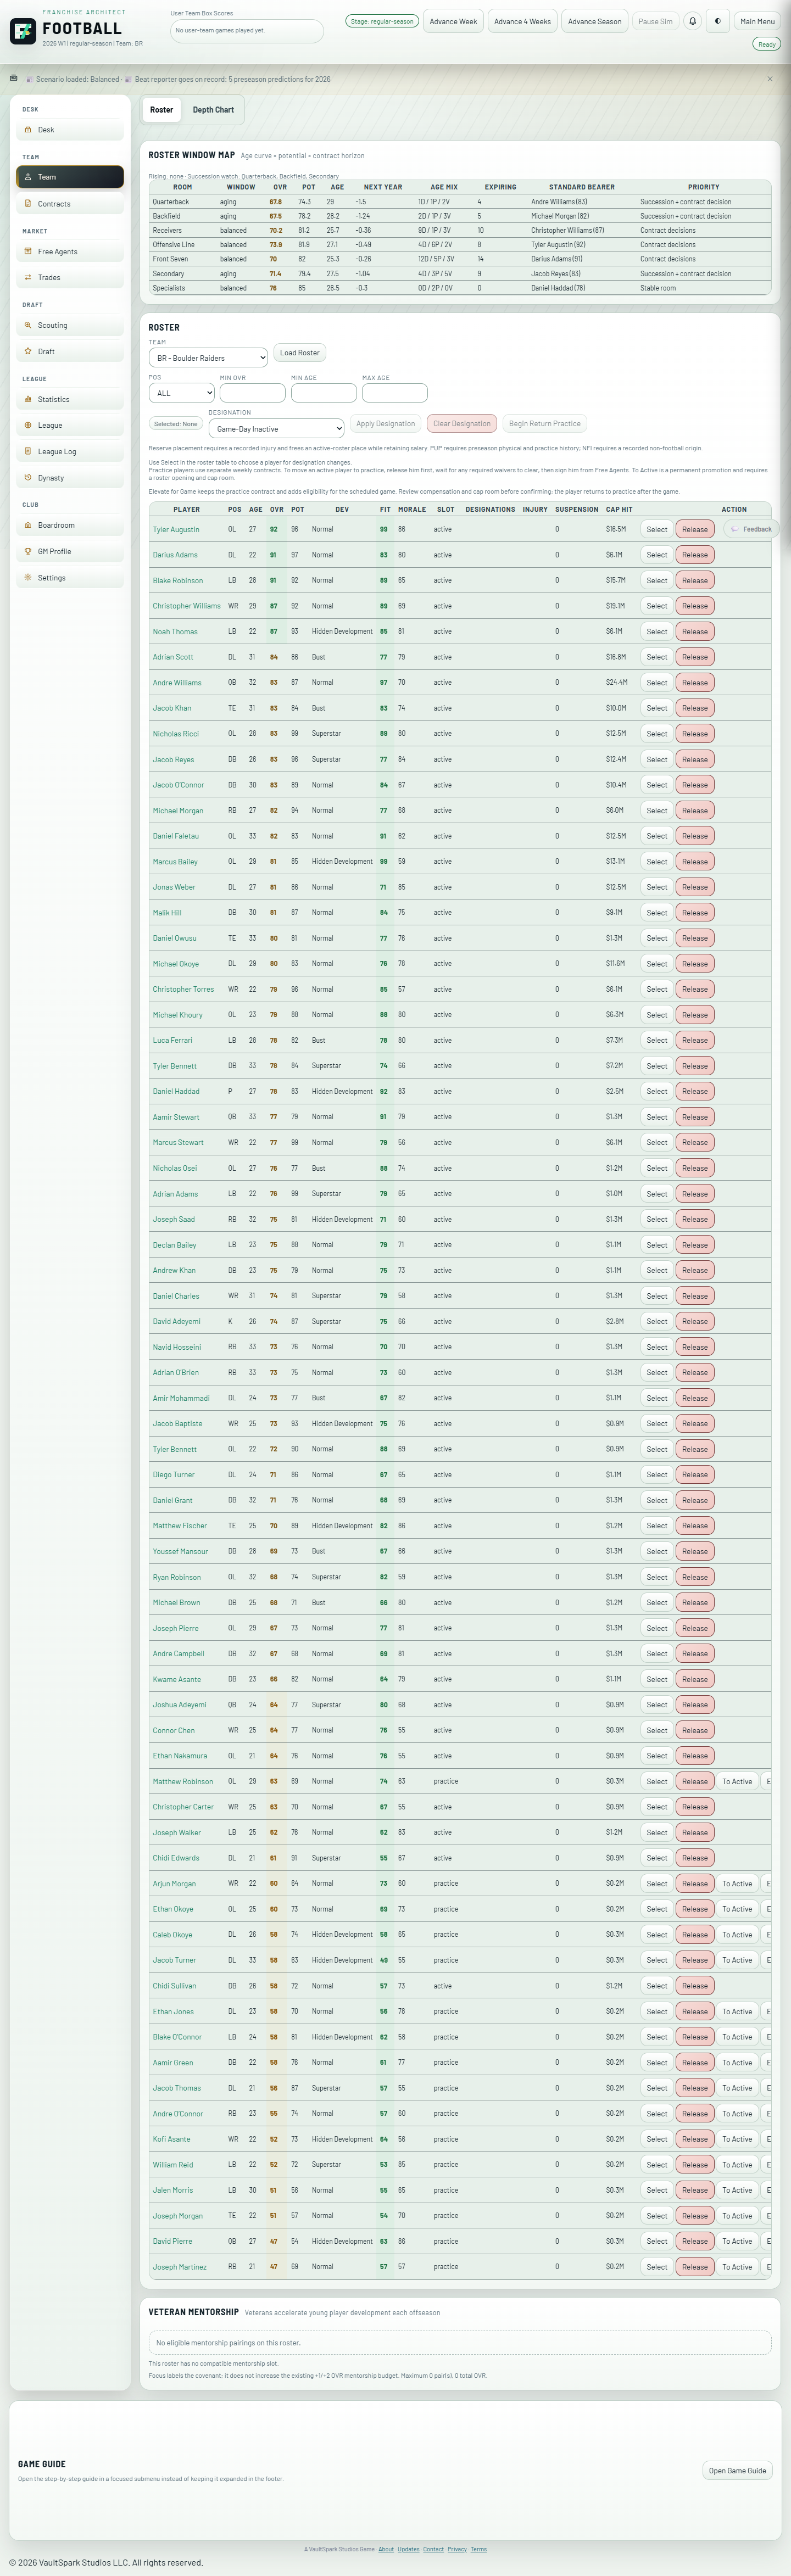 FRANCHISE ARCHITECT
FOOTBALL
2026 W1 | regular-season | Team: BR
User Team Box Scores
No user-team games played yet.
Stage: regular-season
Advance Week
Advance 4 Weeks
Advance Season
Pause Sim
Main Menu
Ready
Scenario loaded: Balanced · Beat reporter goes on record: 5 preseason predictions for 2026
DESK
Desk
TEAM
Team
Contracts
MARKET
Free Agents
Trades
DRAFT
Scouting
Draft
LEAGUE
Statistics
League
League Log
Dynasty
CLUB
Boardroom
GM Profile
Settings
Roster Depth Chart
ROSTER WINDOW MAP Age curve + potential + contract horizon
Rising: none · Succession watch: Quarterback, Backfield, Secondary
ROOM WINDOW OVR POT AGE NEXT YEAR AGE MIX EXPIRING STANDARD BEARER PRIORITY
Quarterback aging 67.8 74.3 29 -1.5 1D / 1P / 2V 4 Andre Williams (83) Succession + contract decision
Backfield aging 67.5 78.2 28.2 -1.24 2D / 1P / 3V 5 Michael Morgan (82) Succession + contract decision
Receivers balanced 70.2 81.2 25.7 -0.36 9D / 1P / 3V 10 Christopher Williams (87) Contract decisions
Offensive Line balanced 73.9 81.9 27.1 -0.49 4D / 6P / 2V 8 Tyler Augustin (92) Contract decisions
Front Seven balanced 70 82 25.3 -0.26 12D / 5P / 3V 14 Darius Adams (91) Contract decisions
Secondary aging 71.4 79.4 27.5 -1.04 4D / 3P / 5V 9 Jacob Reyes (83) Succession + contract decision
Specialists balanced 76 85 26.5 -0.3 0D / 2P / 0V 0 Daniel Haddad (78) Stable room
ROSTER
TEAM
BR - Boulder Raiders
Load Roster
POS MIN OVR MIN AGE MAX AGE
ALL
Selected: None
DESIGNATION
Game-Day Inactive
Apply Designation
Clear Designation
Begin Return Practice
Reserve placement requires a recorded injury and frees an active-roster place while retaining salary. PUP requires preseason physical and practice history; NFI requires a recorded non-football origin.
Use Select in the roster table to choose a player for designation changes.
Practice players use separate weekly contracts. To move an active player to practice, release him first, wait for any required waivers to clear, then sign him from Free Agents. To Active is a permanent promotion and requires
a roster opening and cap room.
Elevate for Game keeps the practice contract and adds eligibility for the scheduled game. Review compensation and cap room before confirming; the player returns to practice after the game.
PLAYER POS AGE OVR POT DEV FIT MORALE SLOT DESIGNATIONS INJURY SUSPENSION CAP HIT ACTION
Tyler Augustin OL 27 92 96 Normal 99 86 active 0 $16.5M Select Release Feedback
Darius Adams DL 22 91 97 Normal 83 80 active 0 $6.1M Select Release
Blake Robinson LB 28 91 92 Normal 89 65 active 0 $15.7M Select Release
Christopher Williams WR 29 87 92 Normal 89 69 active 0 $19.1M Select Release
Noah Thomas LB 22 87 93 Hidden Development 85 81 active 0 $6.1M Select Release
Adrian Scott DL 31 84 86 Bust 77 79 active 0 $16.8M Select Release
Andre Williams QB 32 83 87 Normal 97 70 active 0 $24.4M Select Release
Jacob Khan TE 31 83 84 Bust 83 74 active 0 $10.0M Select Release
Nicholas Ricci OL 28 83 99 Superstar 89 80 active 0 $12.5M Select Release
Jacob Reyes DB 26 83 96 Superstar 77 84 active 0 $12.4M Select Release
Jacob O'Connor DB 30 83 89 Normal 84 67 active 0 $10.4M Select Release
Michael Morgan RB 27 82 94 Normal 77 68 active 0 $6.0M Select Release
Daniel Faletau OL 33 82 83 Normal 91 62 active 0 $12.5M Select Release
Marcus Bailey OL 29 81 85 Hidden Development 99 59 active 0 $13.1M Select Release
Jonas Weber DL 27 81 86 Normal 71 85 active 0 $12.5M Select Release
Malik Hill DB 30 81 87 Normal 84 75 active 0 $9.1M Select Release
Daniel Owusu TE 33 80 81 Normal 77 76 active 0 $1.3M Select Release
Michael Okoye DL 29 80 83 Normal 76 78 active 0 $11.6M Select Release
Christopher Torres WR 22 79 96 Normal 85 57 active 0 $6.1M Select Release
Michael Khoury OL 23 79 88 Normal 88 80 active 0 $6.3M Select Release
Luca Ferrari LB 28 78 82 Bust 78 80 active 0 $7.3M Select Release
Tyler Bennett DB 33 78 84 Superstar 74 66 active 0 $7.2M Select Release
Daniel Haddad P 27 78 83 Hidden Development 92 83 active 0 $2.5M Select Release
Aamir Stewart QB 33 77 79 Normal 91 79 active 0 $1.3M Select Release
Marcus Stewart WR 22 77 99 Normal 79 56 active 0 $6.1M Select Release
Nicholas Osei OL 27 76 77 Bust 88 74 active 0 $1.2M Select Release
Adrian Adams LB 22 76 99 Superstar 79 65 active 0 $1.0M Select Release
Joseph Saad RB 32 75 81 Hidden Development 71 60 active 0 $1.3M Select Release
Declan Bailey LB 23 75 88 Normal 79 71 active 0 $1.1M Select Release
Andrew Khan DB 23 75 79 Normal 75 73 active 0 $1.1M Select Release
Daniel Charles WR 31 74 81 Superstar 79 58 active 0 $1.3M Select Release
David Adeyemi K 26 74 87 Superstar 75 66 active 0 $2.8M Select Release
Navid Hosseini RB 33 73 76 Normal 70 70 active 0 $1.3M Select Release
Adrian O'Brien RB 33 73 75 Normal 73 60 active 0 $1.3M Select Release
Amir Mohammadi DL 24 73 77 Bust 67 82 active 0 $1.1M Select Release
Jacob Baptiste WR 25 73 93 Hidden Development 75 76 active 0 $0.9M Select Release
Tyler Bennett OL 22 72 90 Normal 88 69 active 0 $0.9M Select Release
Diego Turner DL 24 71 86 Normal 67 65 active 0 $1.1M Select Release
Daniel Grant DB 32 71 76 Normal 68 69 active 0 $1.3M Select Release
Matthew Fischer TE 25 70 89 Hidden Development 82 86 active 0 $1.2M Select Release
Youssef Mansour DB 28 69 73 Bust 67 66 active 0 $1.3M Select Release
Ryan Robinson OL 32 68 74 Superstar 82 59 active 0 $1.3M Select Release
Michael Brown DB 25 68 71 Bust 66 80 active 0 $1.2M Select Release
Joseph Pierre OL 29 67 73 Normal 77 81 active 0 $1.3M Select Release
Andre Campbell DB 32 67 68 Normal 69 81 active 0 $1.3M Select Release
Kwame Asante DB 23 66 82 Normal 64 79 active 0 $1.1M Select Release
Joshua Adeyemi QB 24 64 77 Superstar 80 68 active 0 $0.9M Select Release
Connor Chen WR 25 64 77 Normal 76 55 active 0 $0.9M Select Release
Ethan Nakamura OL 21 64 76 Normal 76 55 active 0 $0.9M Select Release
Matthew Robinson OL 29 63 69 Normal 74 63 practice 0 $0.3M Select Release To Active E
Christopher Carter WR 25 63 70 Normal 67 55 active 0 $0.9M Select Release
Joseph Walker LB 25 62 76 Normal 62 83 active 0 $1.2M Select Release
Chidi Edwards DL 21 61 91 Superstar 55 67 active 0 $0.9M Select Release
Arjun Morgan WR 22 60 64 Normal 73 60 practice 0 $0.2M Select Release To Active E
Ethan Okoye OL 25 60 73 Normal 69 73 practice 0 $0.2M Select Release To Active E
Caleb Okoye DL 26 58 74 Hidden Development 58 65 practice 0 $0.3M Select Release To Active E
Jacob Turner DL 33 58 63 Hidden Development 49 55 practice 0 $0.3M Select Release To Active E
Chidi Sullivan DB 26 58 72 Normal 57 73 active 0 $1.2M Select Release
Ethan Jones DL 23 58 70 Normal 56 78 practice 0 $0.2M Select Release To Active E
Blake O'Connor LB 24 58 81 Hidden Development 62 58 practice 0 $0.2M Select Release To Active E
Aamir Green DB 22 58 76 Normal 61 77 practice 0 $0.2M Select Release To Active E
Jacob Thomas DL 21 56 87 Superstar 57 55 practice 0 $0.2M Select Release To Active E
Andre O'Connor RB 23 55 74 Normal 57 60 practice 0 $0.2M Select Release To Active E
Kofi Asante WR 22 52 73 Hidden Development 64 56 practice 0 $0.2M Select Release To Active E
William Reid LB 22 52 72 Superstar 53 85 practice 0 $0.2M Select Release To Active E
Jalen Morris LB 30 51 56 Normal 55 65 practice 0 $0.3M Select Release To Active E
Joseph Morgan TE 22 51 57 Normal 54 70 practice 0 $0.2M Select Release To Active E
David Pierre QB 27 47 54 Hidden Development 63 86 practice 0 $0.3M Select Release To Active E
Joseph Martinez RB 21 47 69 Normal 57 57 practice 0 $0.2M Select Release To Active E
VETERAN MENTORSHIP Veterans accelerate young player development each offseason
No eligible mentorship pairings on this roster.
This roster has no compatible mentorship slot.
Focus labels the covenant; it does not increase the existing +1/+2 OVR mentorship budget. Maximum 0 pair(s), 0 total OVR.
GAME GUIDE
Open the step-by-step guide in a focused submenu instead of keeping it expanded in the footer.
Open Game Guide
A VaultSpark Studios Game · About · Updates · Contact · Privacy · Terms
© 2026 VaultSpark Studios LLC. All rights reserved.